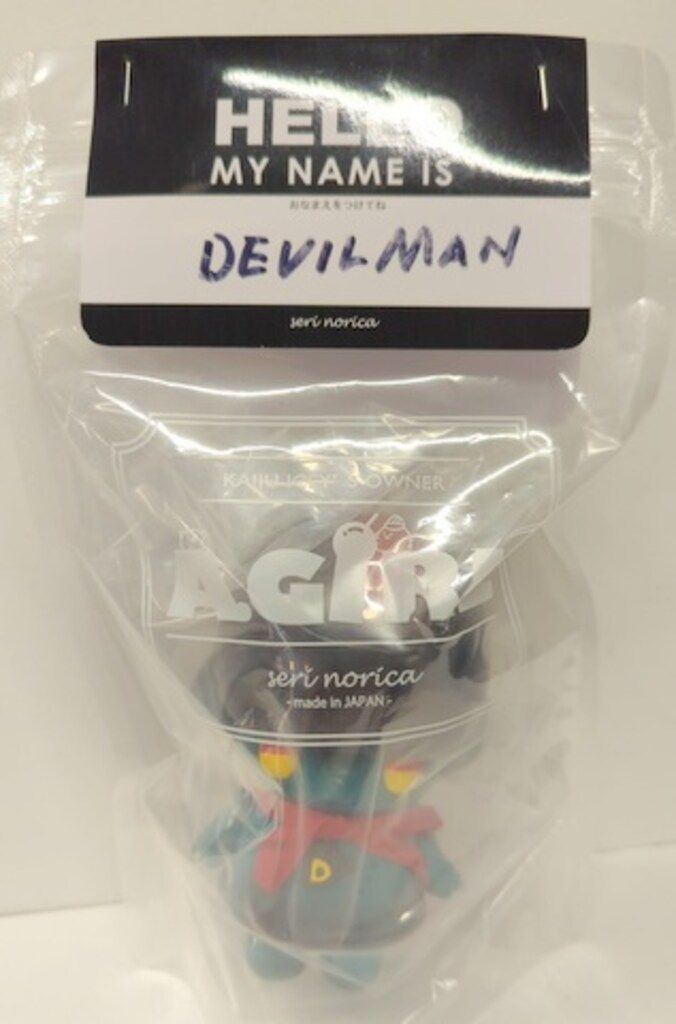 HELLO
MY NAME IS
おなまえをつけてね
DEVILMAN
seri norica
OWNER
seri norica
-made in JAPAN-
D